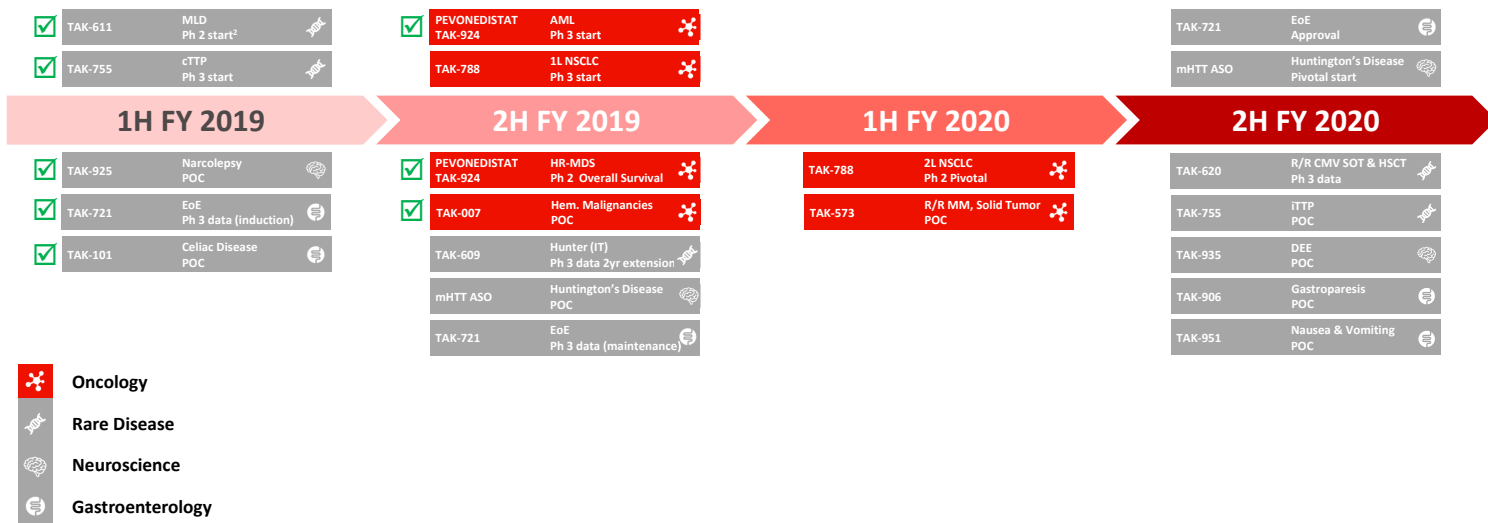 TAK-611
MLD
Ph 2 start²
TAK-755
cTTP
Ph 3 start
PEVONEDISTAT
TAK-924
AML
Ph 3 start
TAK-788
1L NSCLC
Ph 3 start
TAK-721
EoE
Approval
mHTT ASO
Huntington's Disease
Pivotal start
1H FY 2019
2H FY 2019
1H FY 2020
2H FY 2020
TAK-925
Narcolepsy
POC
TAK-721
EoE
Ph 3 data (induction)
TAK-101
Celiac Disease
POC
PEVONEDISTAT
TAK-924
HR-MDS
Ph 2 Overall Survival
TAK-007
Hem. Malignancies
POC
TAK-609
Hunter (IT)
Ph 3 data 2yr extension
mHTT ASO
Huntington's Disease
POC
TAK-721
EoE
Ph 3 data (maintenance)
TAK-788
2L NSCLC
Ph 2 Pivotal
TAK-573
R/R MM, Solid Tumor
POC
TAK-620
R/R CMV SOT & HSCT
Ph 3 data
TAK-755
iTTP
POC
TAK-935
DEE
POC
TAK-906
Gastroparesis
POC
TAK-951
Nausea & Vomiting
POC
Oncology
Rare Disease
Neuroscience
Gastroenterology